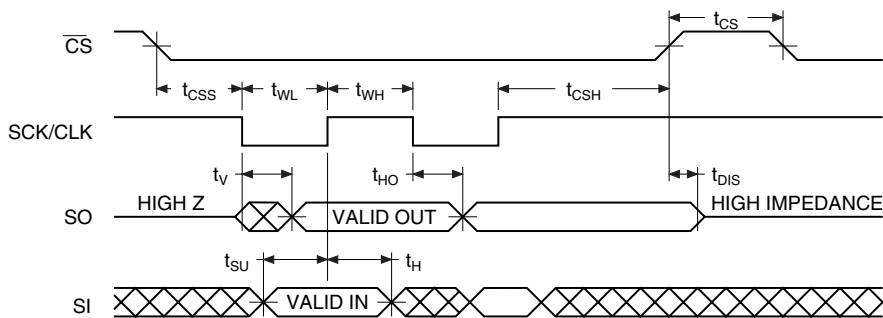 t_CS
C̅S̅
t_CSS t_WL t_WH t_CSH
SCK/CLK
t_V t_HO t_DIS
HIGH Z VALID OUT HIGH IMPEDANCE
SO
t_SU t_H
SI VALID IN